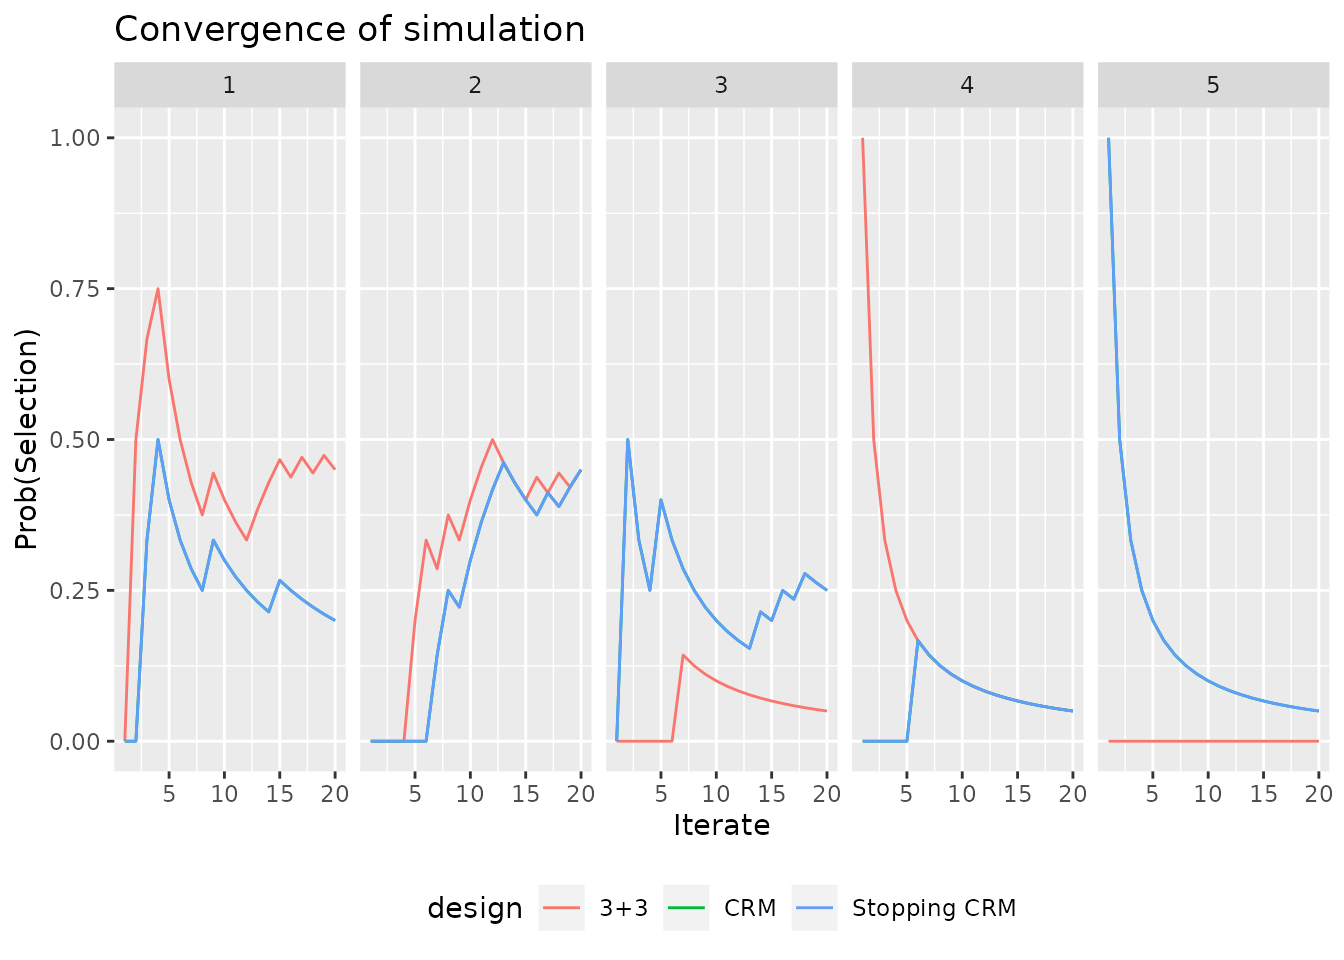 Convergence of simulation
1 2 3 4 5
1.00
0.75
0.50
0.25
0.00
Prob(Selection)
5 10 15 20 5 10 15 20 5 10 15 20 5 10 15 20 5 10 15 20
Iterate
design 3+3 CRM Stopping CRM